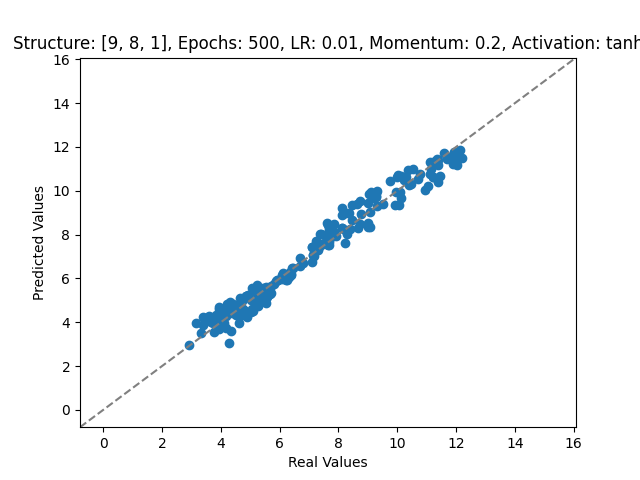 Structure: [9, 8, 1], Epochs: 500, LR: 0.01, Momentum: 0.2, Activation: tanh
16
14
12
10
8
6
4
2
0
Predicted Values
0 2 4 6 8 10 12 14 16
Real Values